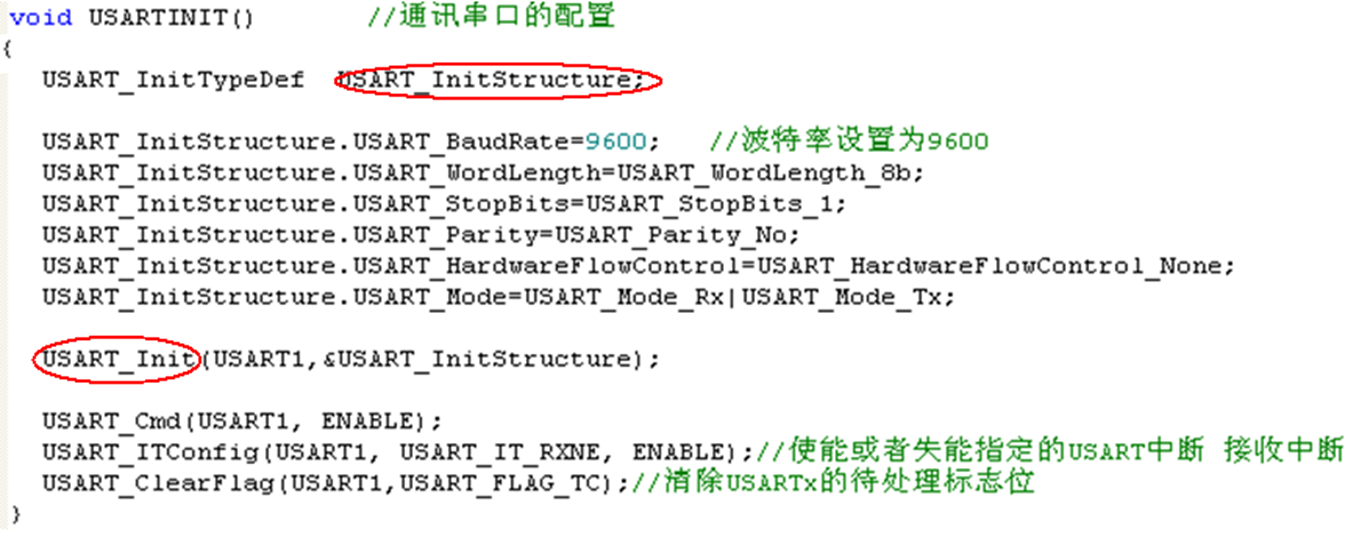 void USARTINIT()        //通讯串口的配置
{
  USART_InitTypeDef  USART_InitStructure;
  USART_InitStructure.USART_BaudRate=9600;   //波特率设置为9600
  USART_InitStructure.USART_WordLength=USART_WordLength_8b;
  USART_InitStructure.USART_StopBits=USART_StopBits_1;
  USART_InitStructure.USART_Parity=USART_Parity_No;
  USART_InitStructure.USART_HardwareFlowControl=USART_HardwareFlowControl_None;
  USART_InitStructure.USART_Mode=USART_Mode_Rx|USART_Mode_Tx;
  USART_Init(USART1,&USART_InitStructure);
  USART_Cmd(USART1, ENABLE);
  USART_ITConfig(USART1, USART_IT_RXNE, ENABLE);//使能或者失能指定的USART中断 接收中断
  USART_ClearFlag(USART1,USART_FLAG_TC);//清除USARTx的待处理标志位
}